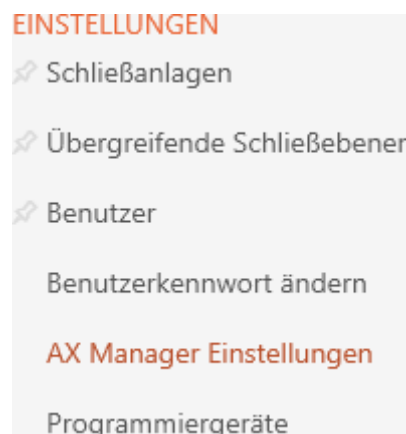 EINSTELLUNGEN
Schließanlagen
Übergreifende Schließebenen
Benutzer
Benutzerkennwort ändern
AX Manager Einstellungen
Programmiergeräte